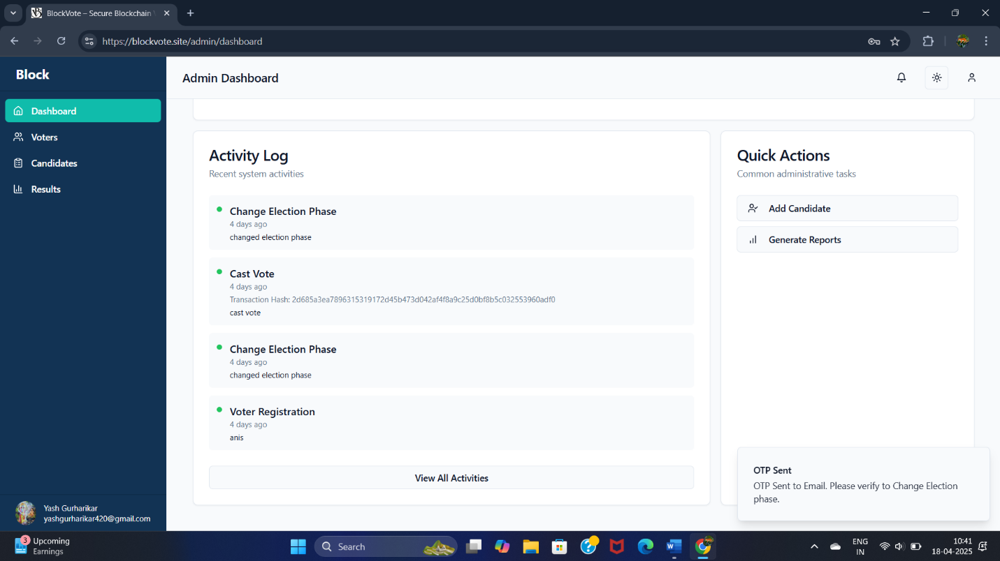 BlockVote – Secure Blockchain
https://blockvote.site/admin/dashboard
Block
Dashboard
Voters
Candidates
Results
Yash Gurharikar
yashgurharikar420@gmail.com
Admin Dashboard
Activity Log
Recent system activities
Change Election Phase
4 days ago
changed election phase
Cast Vote
4 days ago
Transaction Hash: 2d685a3ea7896315319172d45b473d042af4f8a9c25d0bf8b5c032553960adf0
cast vote
Change Election Phase
4 days ago
changed election phase
Voter Registration
4 days ago
anis
View All Activities
Quick Actions
Common administrative tasks
Add Candidate
Generate Reports
OTP Sent
OTP Sent to Email. Please verify to Change Election
phase.
3
Upcoming
Earnings
Search
ENG
IN
10:41
18-04-2025